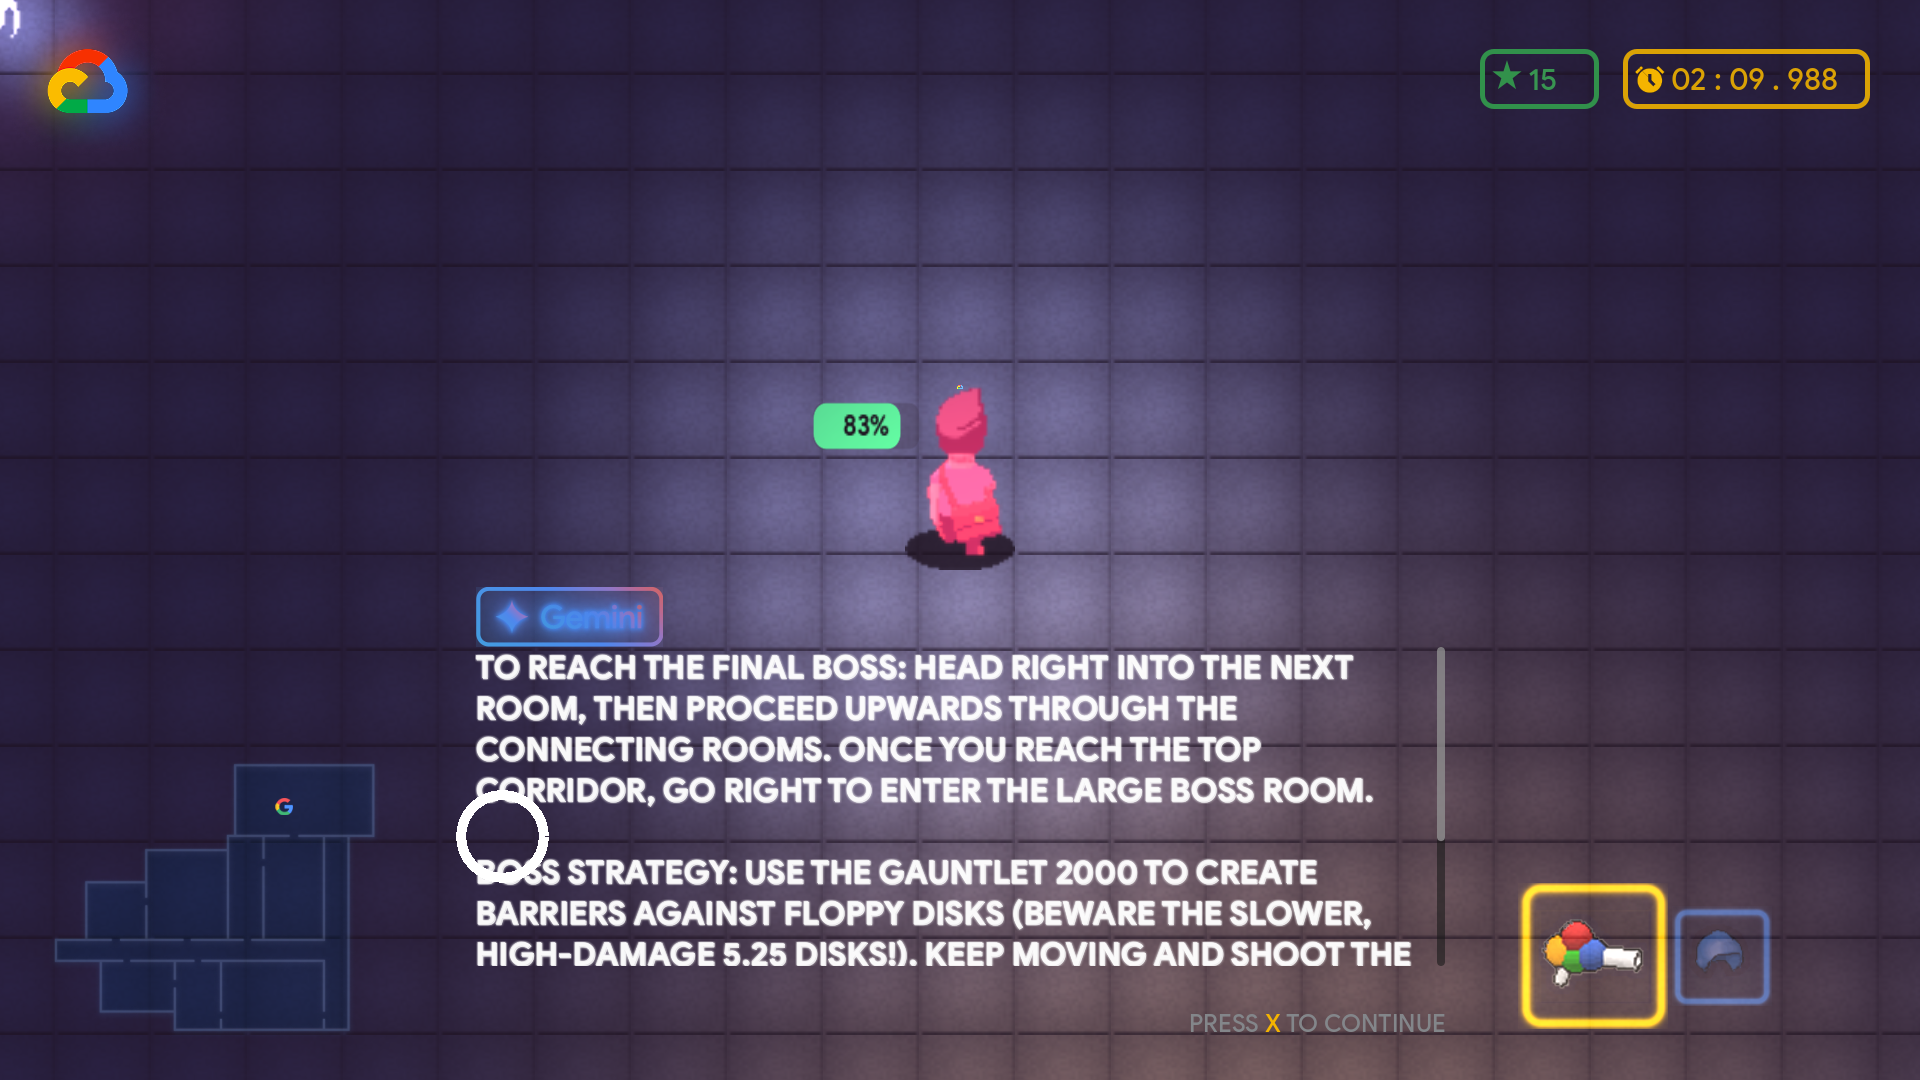 ★ 15
02 : 09 . 988
83%
Gemini
TO REACH THE FINAL BOSS: HEAD RIGHT INTO THE NEXT
ROOM, THEN PROCEED UPWARDS THROUGH THE
CONNECTING ROOMS. ONCE YOU REACH THE TOP
CORRIDOR, GO RIGHT TO ENTER THE LARGE BOSS ROOM.
BOSS STRATEGY: USE THE GAUNTLET 2000 TO CREATE
BARRIERS AGAINST FLOPPY DISKS (BEWARE THE SLOWER,
HIGH-DAMAGE 5.25 DISKS!). KEEP MOVING AND SHOOT THE
PRESS X TO CONTINUE